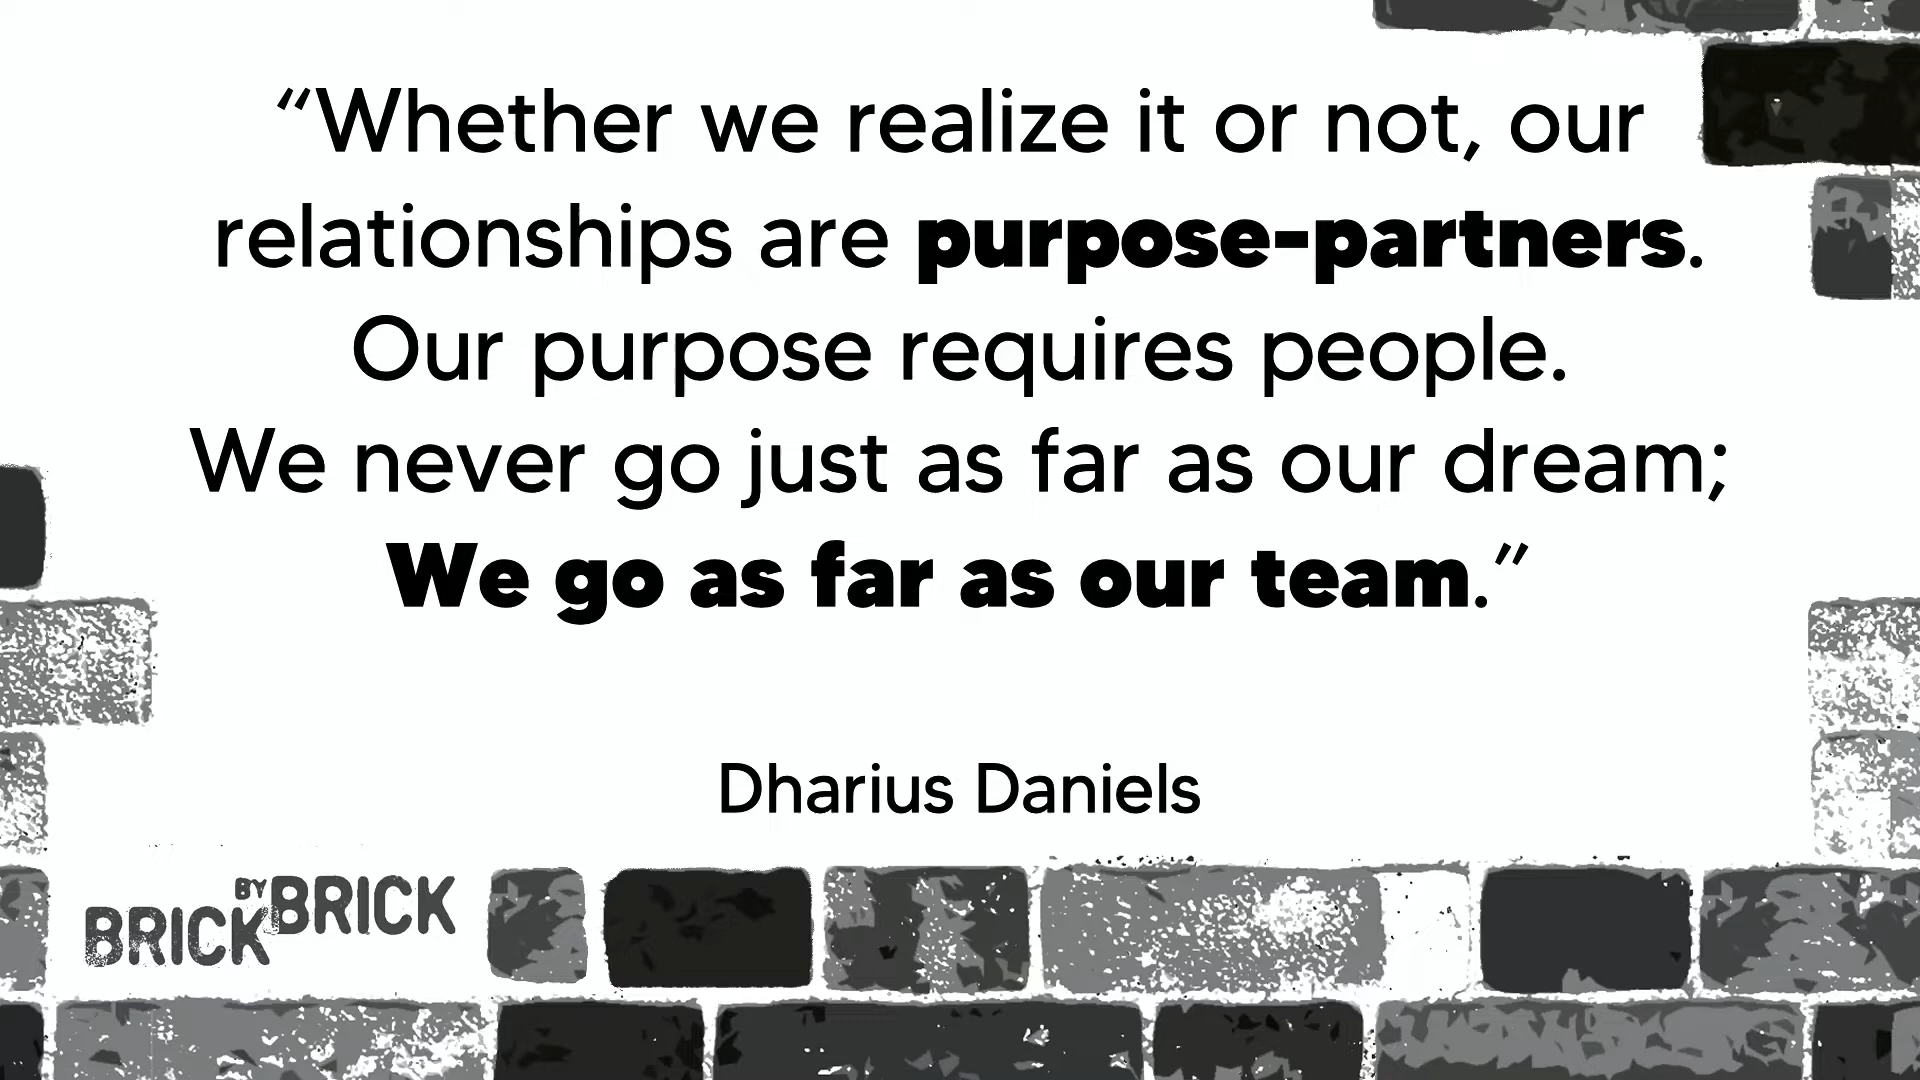 “Whether we realize it or not, our
relationships are purpose-partners.
Our purpose requires people.
We never go just as far as our dream;
We go as far as our team.”
Dharius Daniels
BRICK BY BRICK